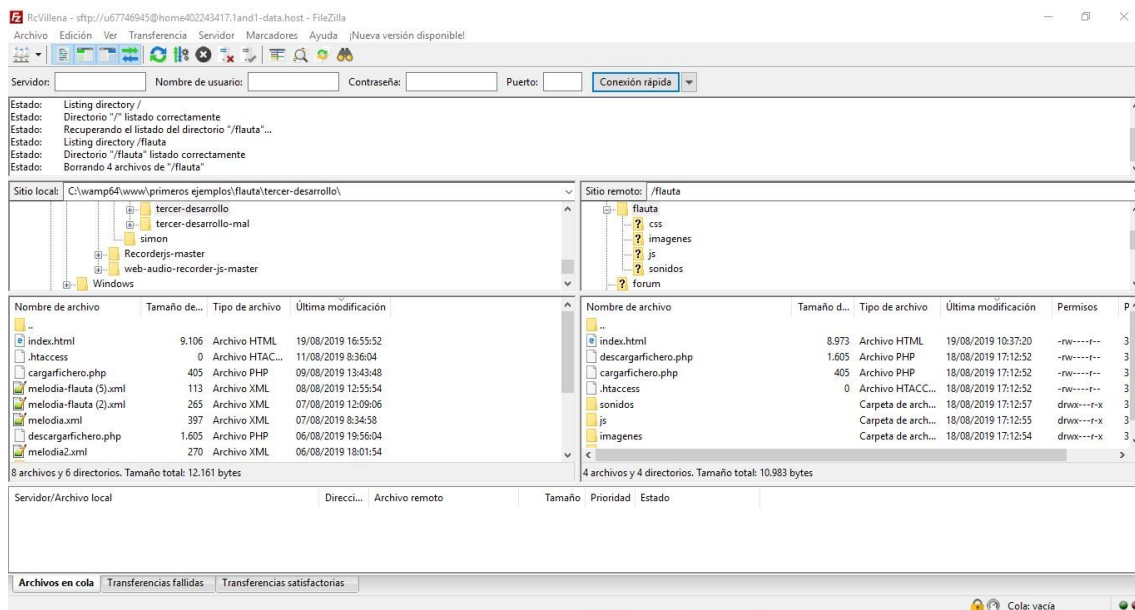 RcVillena - sftp://u67746945@home402243417.1and1-data.host - FileZilla
Archivo Edición Ver Transferencia Servidor Marcadores Ayuda ¡Nueva versión disponible!
Servidor: Nombre de usuario: Contraseña: Puerto: Conexión rápida
Estado: Listing directory /
Estado: Directorio "/" listado correctamente
Estado: Recuperando el listado del directorio "/flauta"...
Estado: Listing directory /flauta
Estado: Directorio "/flauta" listado correctamente
Estado: Borrando 4 archivos de "/flauta"
Sitio local: C:\wamp64\www\primeros ejemplos\flauta\tercer-desarrollo\
tercer-desarrollo
tercer-desarrollo-mal
simon
Recorderjs-master
web-audio-recorder-js-master
Windows
Nombre de archivo Tamaño de... Tipo de archivo Última modificación
..
index.html 9.106 Archivo HTML 19/08/2019 16:55:52
.htaccess 0 Archivo HTAC... 11/08/2019 8:36:04
cargarfichero.php 405 Archivo PHP 09/08/2019 13:43:48
melodia-flauta (5).xml 113 Archivo XML 08/08/2019 12:55:54
melodia-flauta (2).xml 265 Archivo XML 07/08/2019 12:09:06
melodia.xml 397 Archivo XML 07/08/2019 8:34:58
descargarfichero.php 1.605 Archivo PHP 06/08/2019 19:56:04
melodia2.xml 270 Archivo XML 06/08/2019 18:01:54
8 archivos y 6 directorios. Tamaño total: 12.161 bytes
Sitio remoto: /flauta
flauta
css
imagenes
js
sonidos
forum
Nombre de archivo Tamaño d... Tipo de archivo Última modificación Permisos P
..
index.html 8.973 Archivo HTML 19/08/2019 10:37:20 -rw----r-- 3
descargarfichero.php 1.605 Archivo PHP 18/08/2019 17:12:52 -rw----r-- 3
cargarfichero.php 405 Archivo PHP 18/08/2019 17:12:52 -rw----r-- 3
.htaccess 0 Archivo HTACC... 18/08/2019 17:12:52 -rw----r-- 3
sonidos Carpeta de arch... 18/08/2019 17:12:57 drwx---r-x 3
js Carpeta de arch... 18/08/2019 17:12:55 drwx---r-x 3
imagenes Carpeta de arch... 18/08/2019 17:12:54 drwx---r-x 3
4 archivos y 4 directorios. Tamaño total: 10.983 bytes
Servidor/Archivo local Direcci... Archivo remoto Tamaño Prioridad Estado
Archivos en cola Transferencias fallidas Transferencias satisfactorias
Cola: vacía